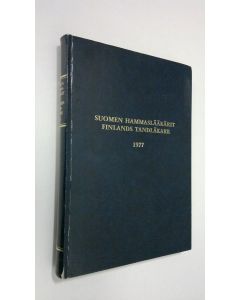 SUOMEN HAMMASLÄÄKÄRIT
FINLANDS TANDLÄKARE
1977